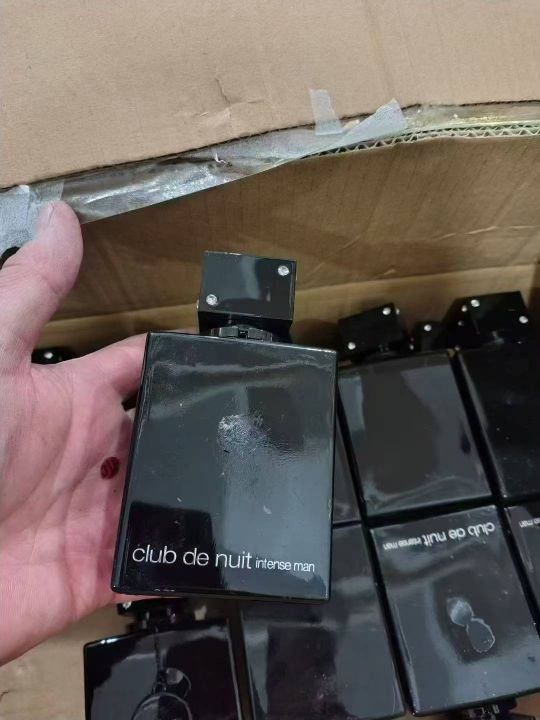 club de nuit intense man
club de nuit intense man